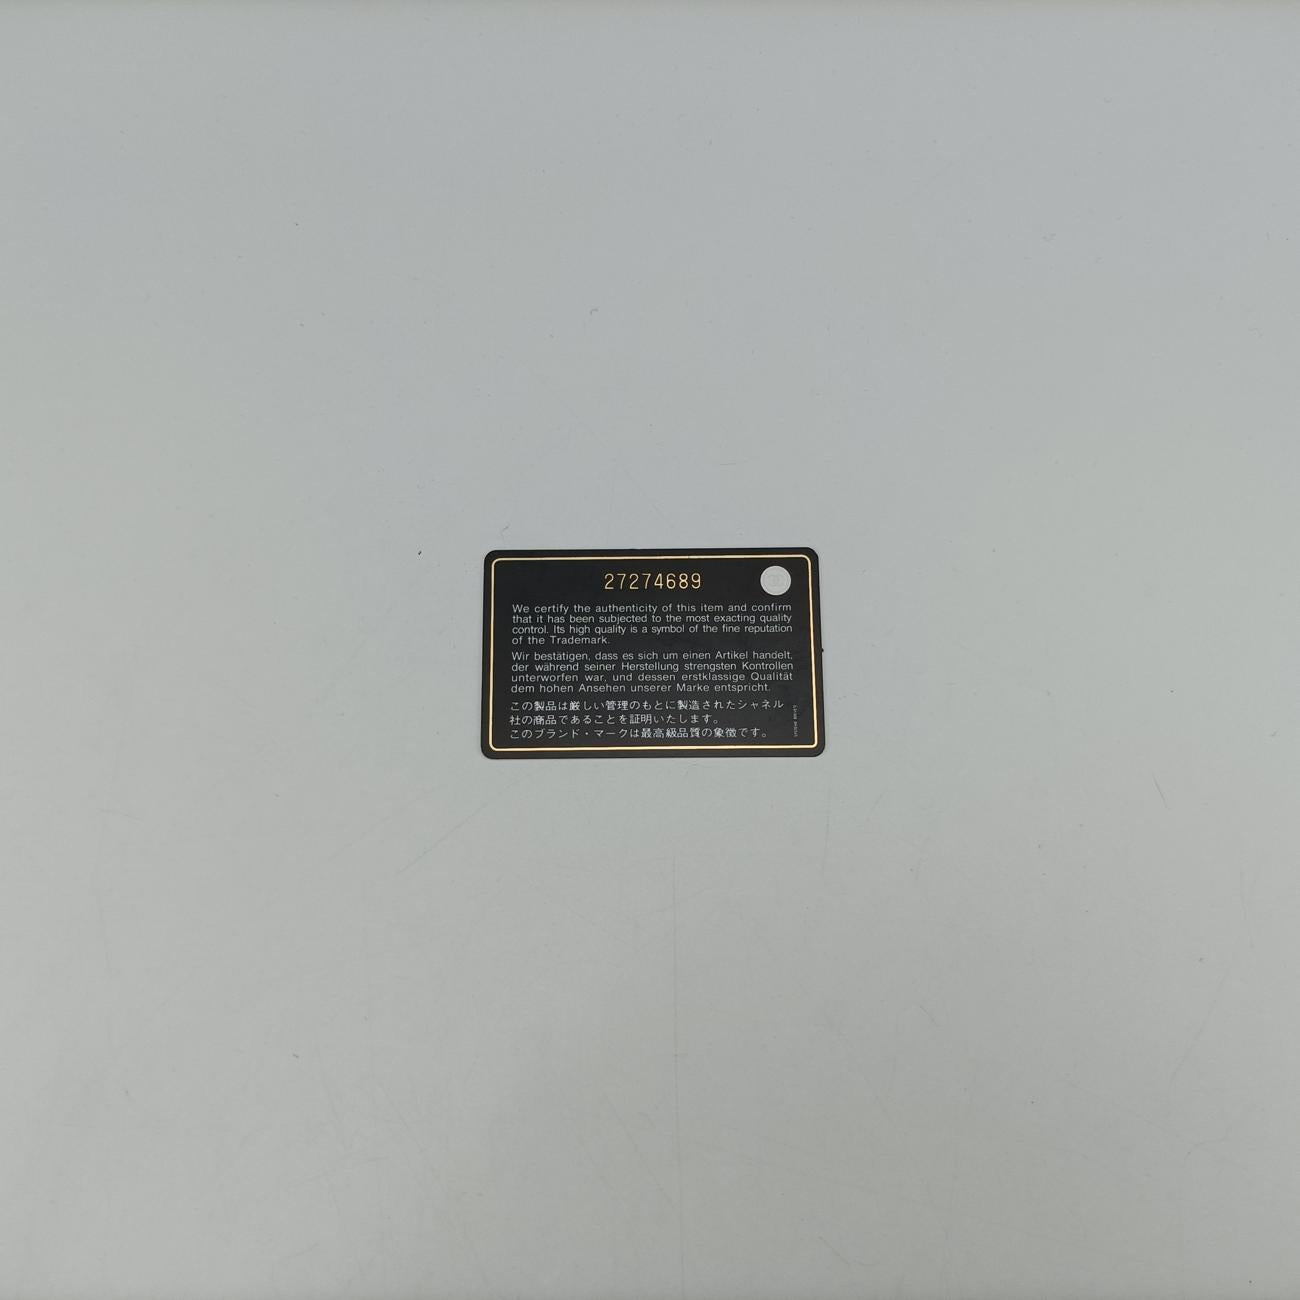 27274689
We certify the authenticity of this item and confirm
that it has been subjected to the most exacting quality
control. Its high quality is a symbol of the fine reputation
of the Trademark.
Wir bestätigen, dass es sich um einen Artikel handelt,
der während seiner Herstellung strengsten Kontrollen
unterworfen war, und dessen erstklassige Qualität
dem hohen Ansehen unserer Marke entspricht.
この製品は厳しい管理のもとに製造されたシャネル
社の商品であることを証明いたします。
このブランド・マークは最高級品質の象徴です。